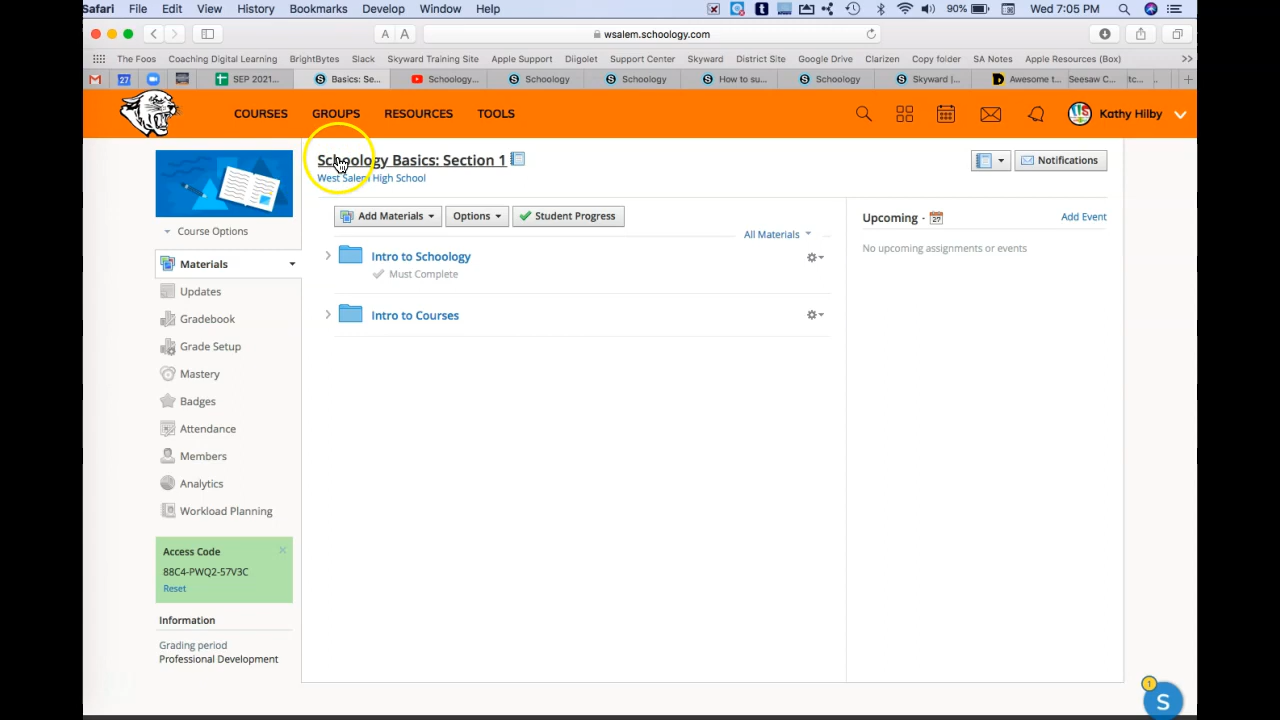 Safari File Edit View History Bookmarks Develop Window Help 90% Wed 7:05 PM
A A wsalem.schoology.com
The Foos Coaching Digital Learning BrightBytes Slack Skyward Training Site Apple Support Diigolet Support Center Skyward District Site Google Drive Clarizen Copy folder SA Notes Apple Resources (Box) >>
27 SEP 2021... Basics: Se... Schoology... Schoology Schoology How to su... Schoology Skyward |... Awesome t... Seesaw C... tc... +
COURSES GROUPS RESOURCES TOOLS Kathy Hilby
Schoology Basics: Section 1
West Salem High School
Notifications
Course Options
Add Materials Options Student Progress
All Materials
Upcoming · 27 Add Event
No upcoming assignments or events
Intro to Schoology
Must Complete
Intro to Courses
Materials
Updates
Gradebook
Grade Setup
Mastery
Badges
Attendance
Members
Analytics
Workload Planning
Access Code
88C4-PWQ2-57V3C
Reset
Information
Grading period
Professional Development
1
S